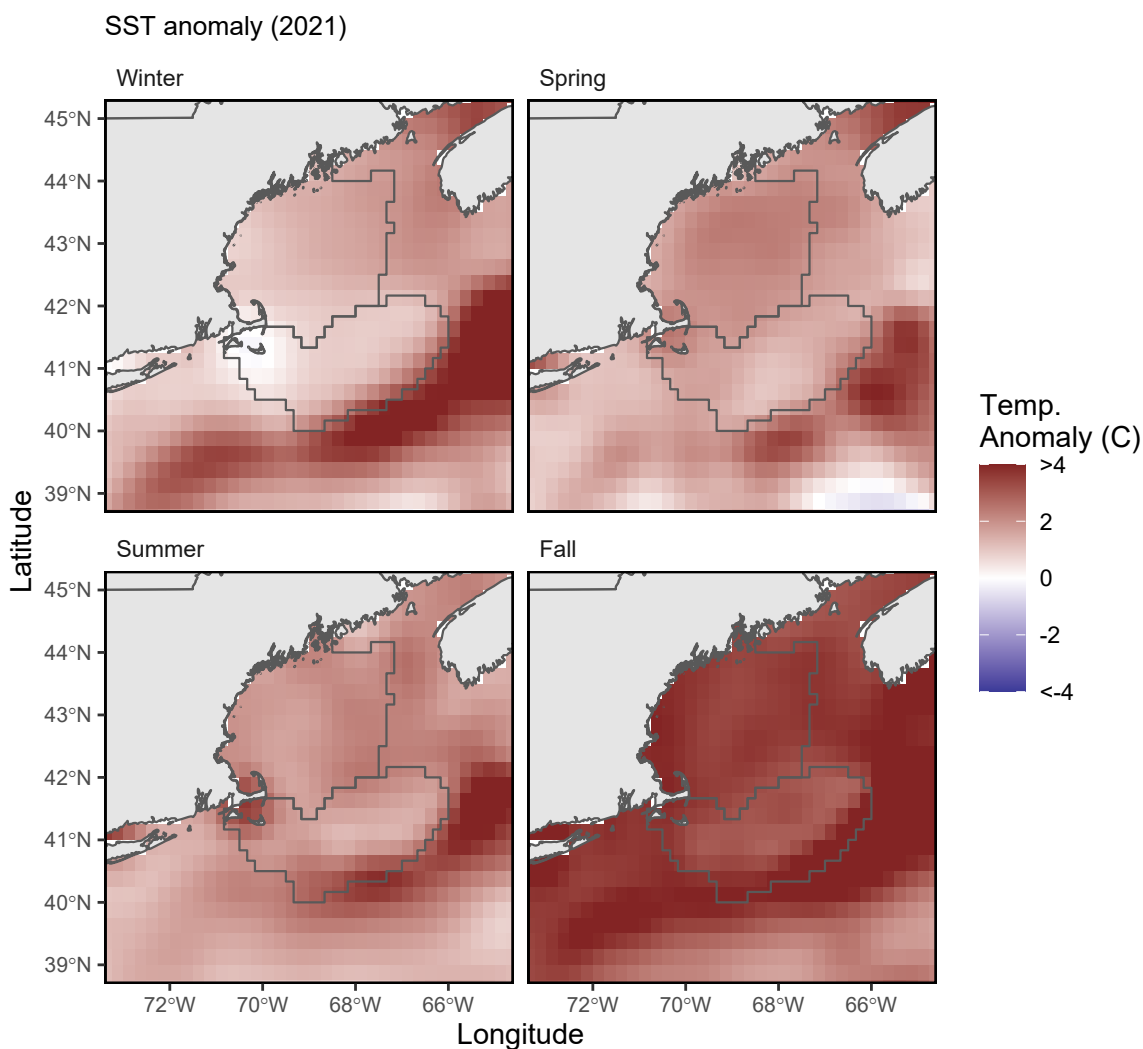 SST anomaly (2021)
Winter
Spring
45°N
44°N
43°N
42°N
41°N
40°N
39°N
Summer
Fall
45°N
44°N
43°N
42°N
41°N
40°N
39°N
72°W
70°W
68°W
66°W
72°W
70°W
68°W
66°W
Longitude
Latitude
Temp.
Anomaly (C)
>4
2
0
-2
<-4